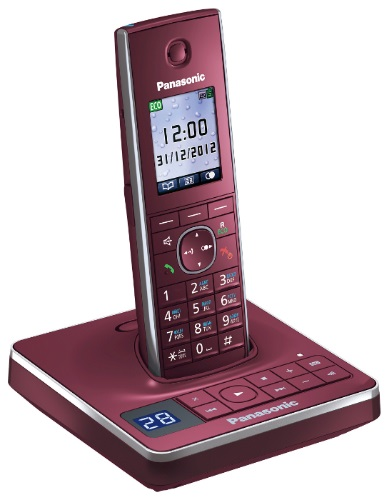 Panasonic
ECO
12:00
31/12/2012
R
1 2 ABC 3 DEF
4 GHI 5 JKL 6 MNO
7 PQRS 8 TUV 9 WXYZ
* 0 #
28
Panasonic